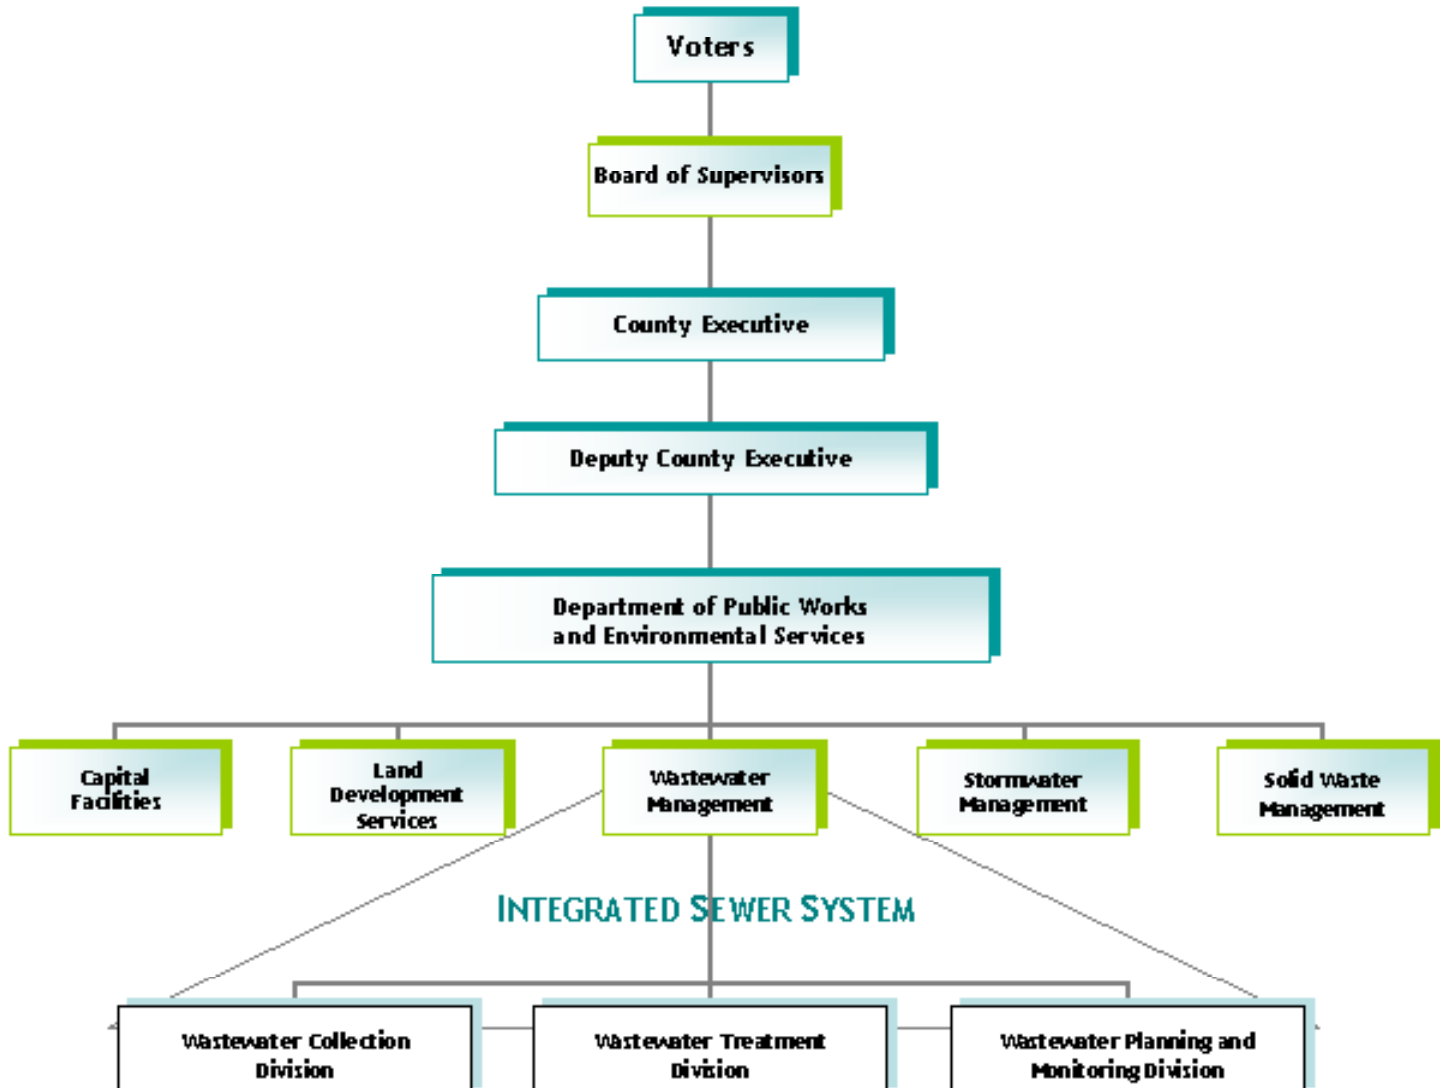 Voters
Board of Supervisors
County Executive
Deputy County Executive
Department of Public Works
and Environmental Services
Capital
Facilities
Land
Development
Services
Wastewater
Management
Stormwater
Management
Solid Waste
Management
INTEGRATED SEWER SYSTEM
Wastewater Collection
Division
Wastewater Treatment
Division
Wastewater Planning and
Monitoring Division